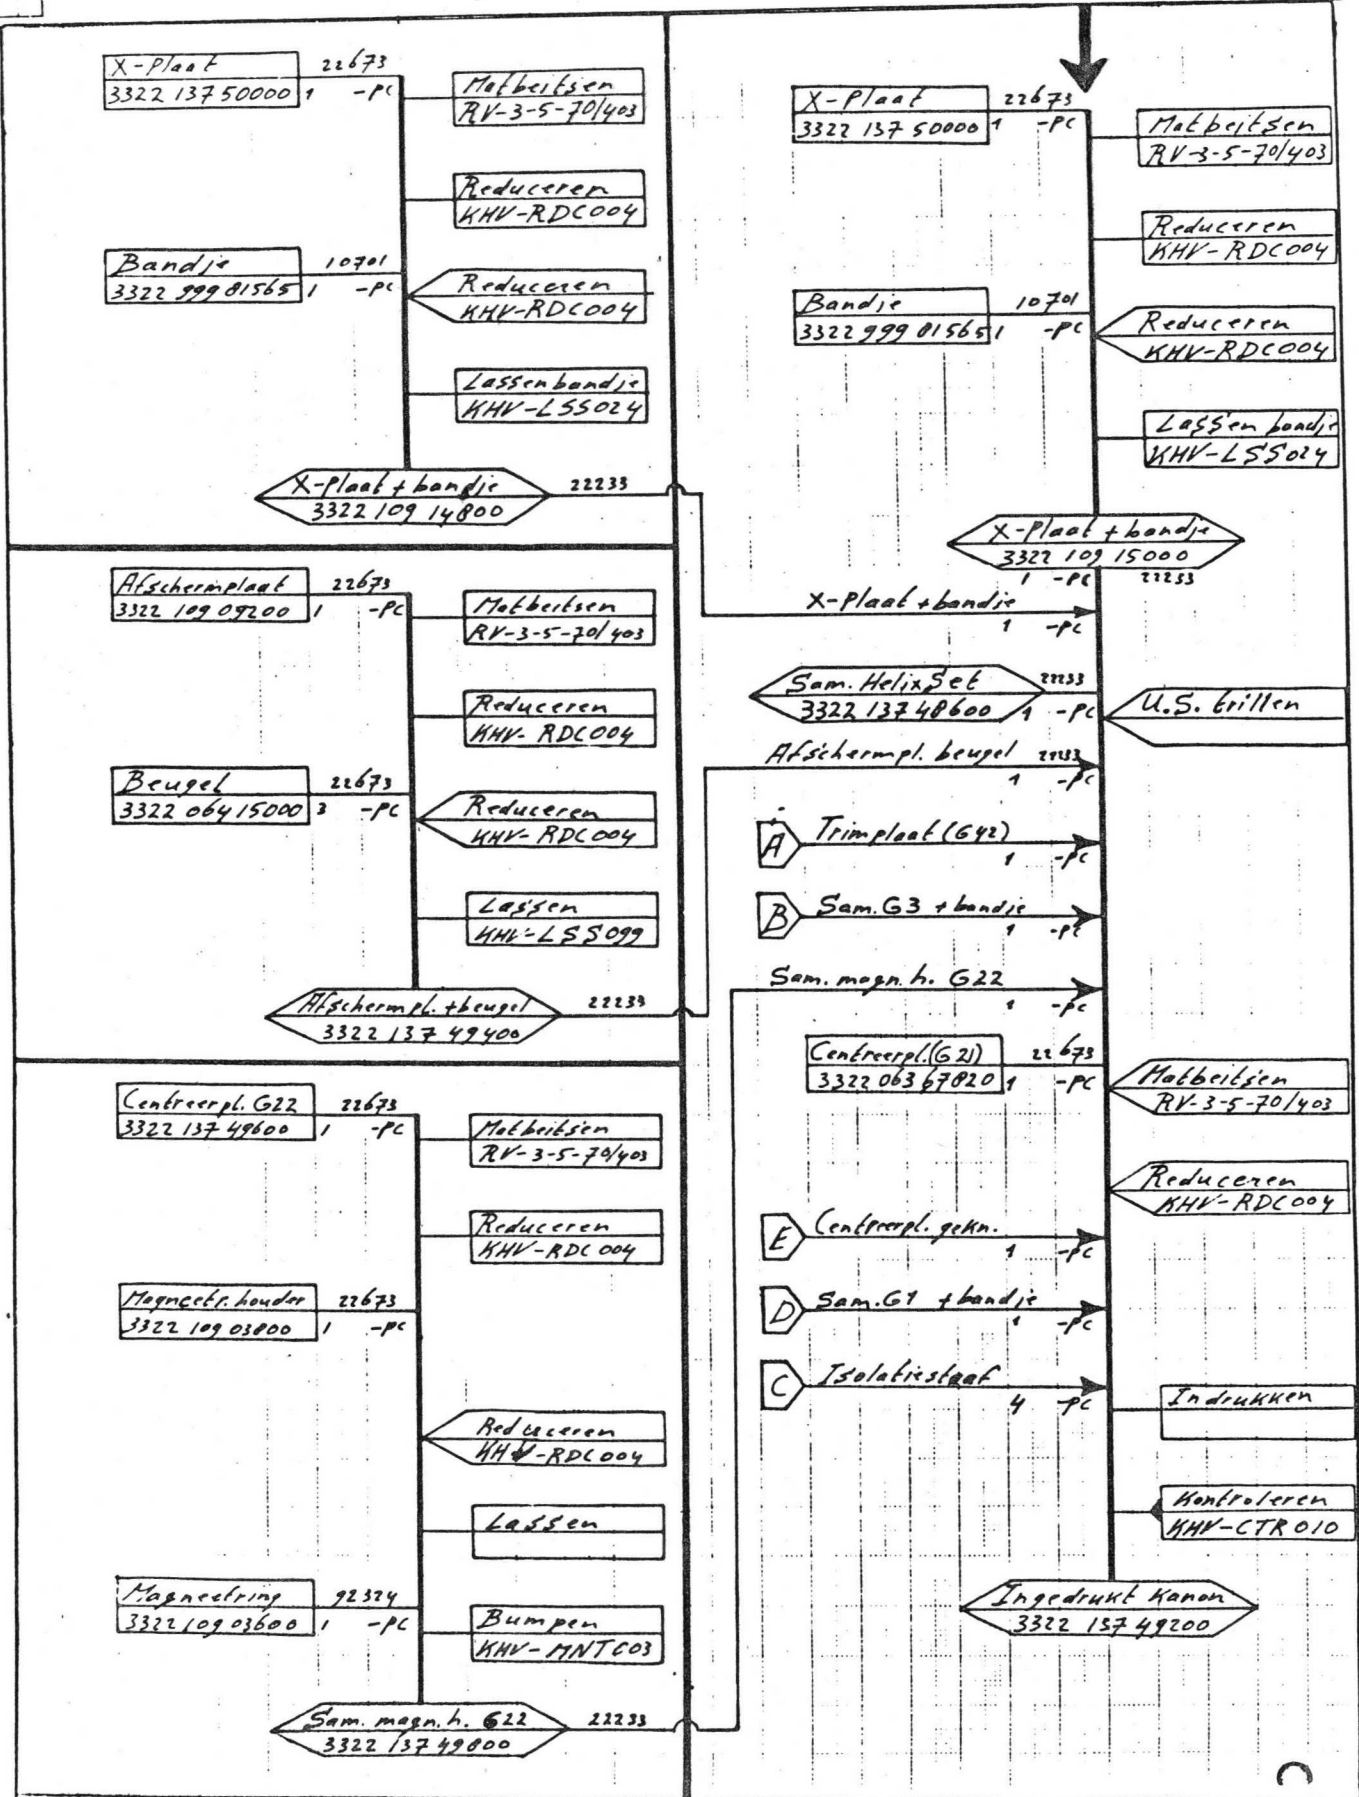 X-Plaat 22673
3322 137 50000 1 -PC
Matbeitsen
RV-3-5-70/403
Reduceren
KHV-RDC004
Bandje 10701
3322 999 81565 1 -PC
Reduceren
KHV-RDC004
Lassen bandje
KHV-LSS024
X-Plaat + bandje 22233
3322 109 14800
Afschermplaat 22673
3322 109 09200 1 -PC
Matbeitsen
RV-3-5-70/403
Reduceren
KHV-RDC004
Beugel 22673
3322 064 15000 3 -PC
Reduceren
KHV-RDC004
Lassen
KHV-LSS099
Afschermpl. + beugel 22233
3322 137 49400
Centreerpl. G22 22673
3322 137 49600 1 -PC
Matbeitsen
RV-3-5-70/403
Reduceren
KHV-RDC004
Magneetr. houder 22673
3322 109 03800 1 -PC
Reduceren
KHV-RDC004
Lassen
Magneetring 92324
3322 109 03600 1 -PC
Bumpen
KHV-MNTC03
Sam. magn. h. G22 22233
3322 137 49800
X-Plaat 22673
3322 137 50000 1 -PC
Matbeitsen
RV-3-5-70/403
Reduceren
KHV-RDC004
Bandje 10701
3322 999 81565 1 -PC
Reduceren
KHV-RDC004
Lassen bandje
KHV-LSS024
X-Plaat + bandje
3322 109 15000
1 -PC 22233
X-Plaat + bandje
1 -PC
Sam. Helix Set 22233
3322 137 48600 1 -PC
U.S. trillen
Afschermpl. beugel 22233
1 -PC
A Trimplaat (G42)
1 -PC
B Sam. G3 + bandje
1 -PC
Sam. magn. h. G22
1 -PC
Centreerpl. (G21) 22673
3322 063 67820 1 -PC
Matbeitsen
RV-3-5-70/403
Reduceren
KHV-RDC004
E Centreerpl. gekn.
1 -PC
D Sam. G1 + bandje
1 -PC
C Isolatiestaaf
4 -PC
Indrukken
Kontroleren
KHV-CTR010
Ingedrukt Kanon
3322 137 49200